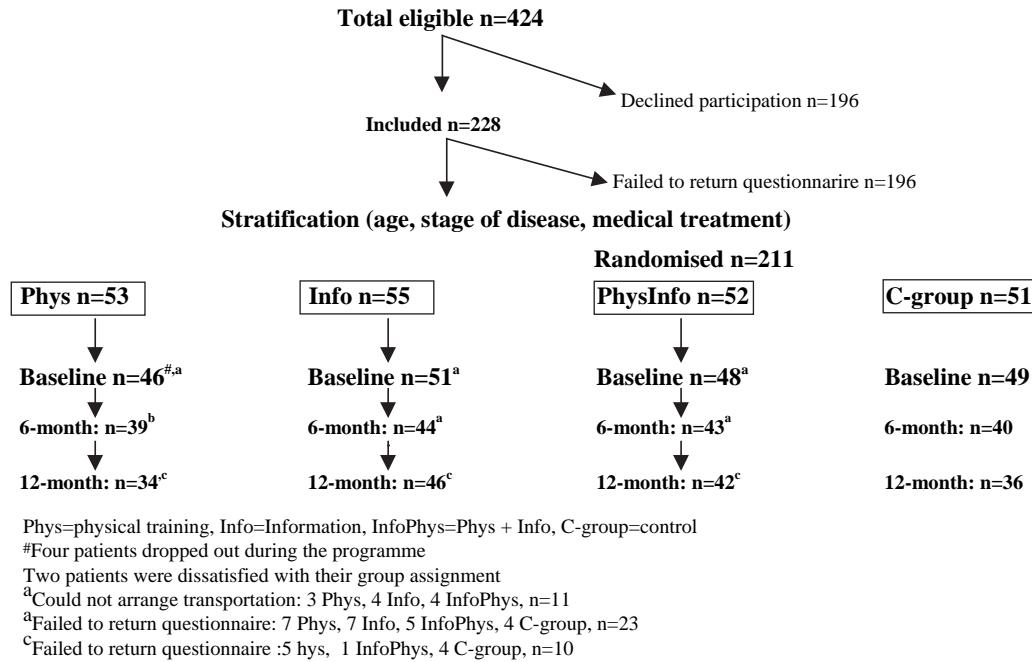 Total eligible n=424
Declined participation n=196
Included n=228
Failed to return questionnarire n=196
Stratification (age, stage of disease, medical treatment)
Randomised n=211
Phys n=53 Info n=55 PhysInfo n=52 C-group n=51
Baseline n=46#,a Baseline n=51a Baseline n=48a Baseline n=49
6-month: n=39b 6-month: n=44a 6-month: n=43a 6-month: n=40
12-month: n=34c 12-month: n=46c 12-month: n=42c 12-month: n=36
Phys=physical training, Info=Information, InfoPhys=Phys + Info, C-group=control
#Four patients dropped out during the programme
Two patients were dissatisfied with their group assignment
aCould not arrange transportation: 3 Phys, 4 Info, 4 InfoPhys, n=11
aFailed to return questionnaire: 7 Phys, 7 Info, 5 InfoPhys, 4 C-group, n=23
cFailed to return questionnaire :5 hys, 1 InfoPhys, 4 C-group, n=10